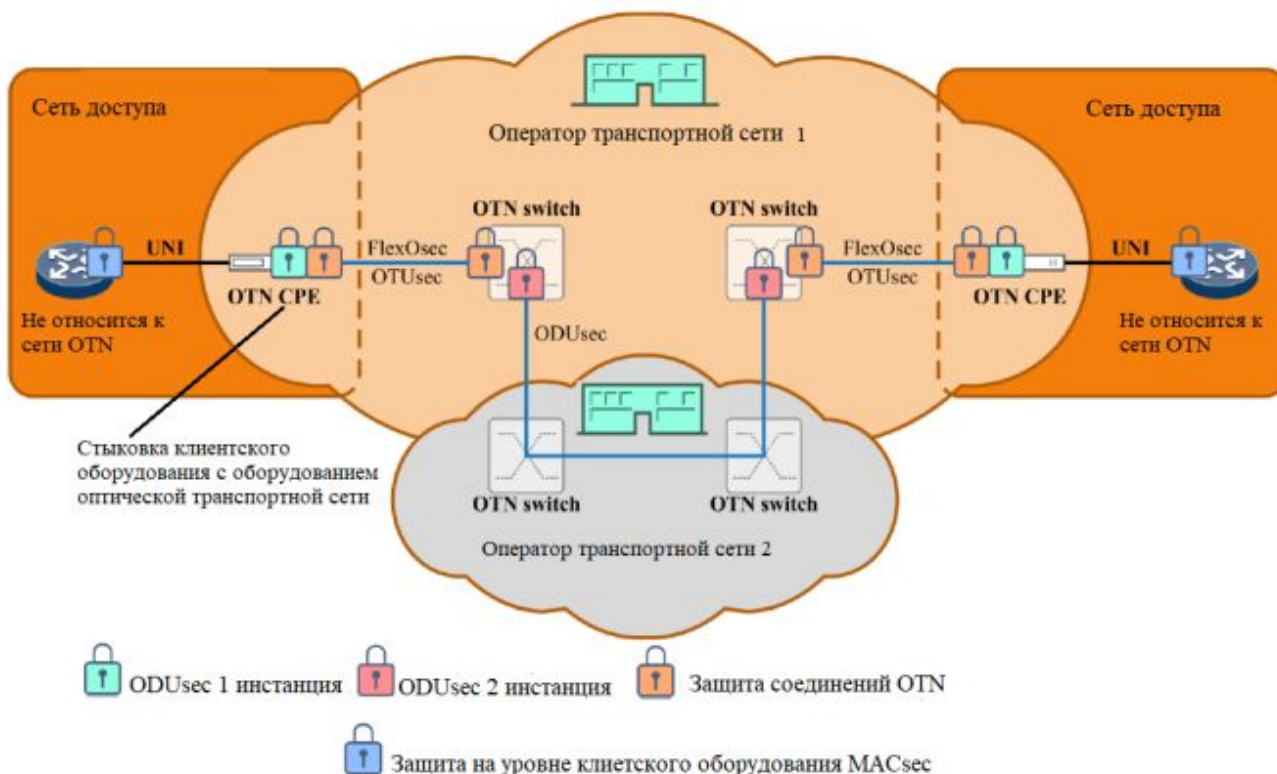 Сеть доступа
Оператор транспортной сети 1
Сеть доступа
OTN switch
OTN switch
UNI
FlexOsec
OTUsec
FlexOsec
OTUsec
UNI
OTN CPE
OTN CPE
Не относится к
сети OTN
Не относится к
сети OTN
ODUsec
Стыковка клиентского
оборудования с оборудованием
оптической транспортной сети
OTN switch
OTN switch
Оператор транспортной сети 2
ODUsec 1 инстанция
ODUsec 2 инстанция
Защита соединений OTN
Защита на уровне клиетского оборудования MACsec